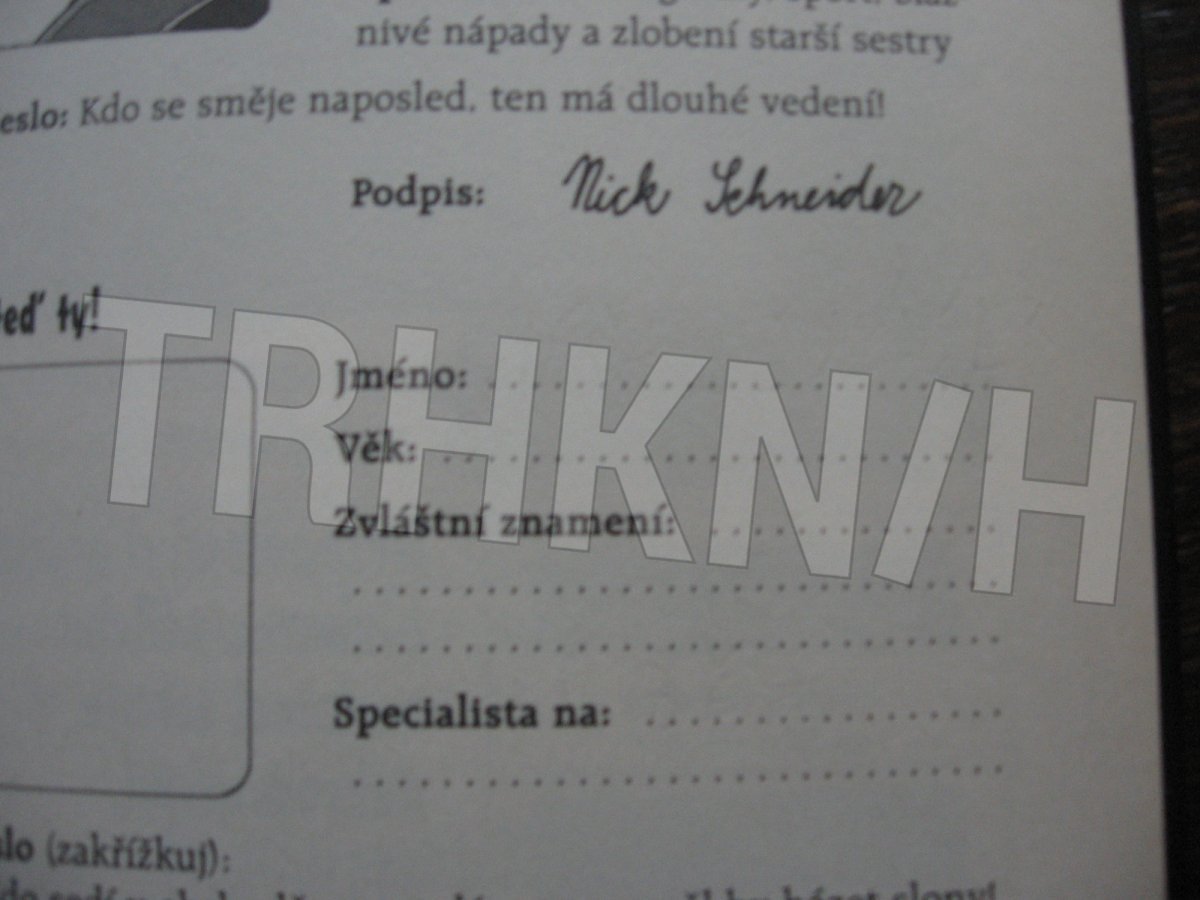 nivé nápady a zlobení starší sestry
eslo: Kdo se směje naposled, ten má dlouhé vedení!
Podpis: Nick Schneider
eď ty!
TRHKN/H
Jméno:
Věk:
Zvláštní znamení:
Specialista na:
lo (zakřížkuj):